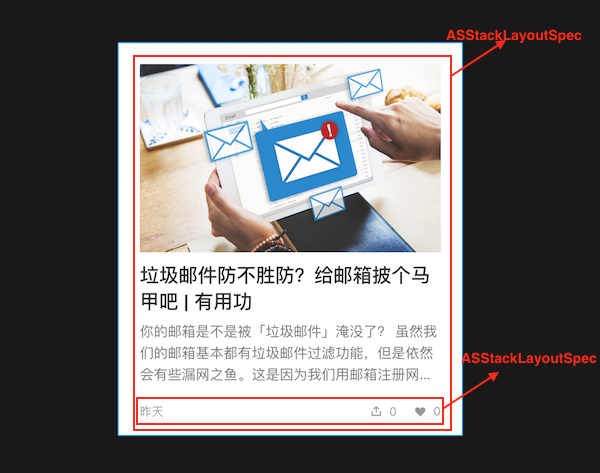 ASStackLayoutSpec
Email
垃圾邮件防不胜防？给邮箱披个马
甲吧 | 有用功
你的邮箱是不是被「垃圾邮件」淹没了？ 虽然我
们的邮箱基本都有垃圾邮件过滤功能，但是依然
会有些漏网之鱼。这是因为我们用邮箱注册网...
ASStackLayoutSpec
昨天 0 0